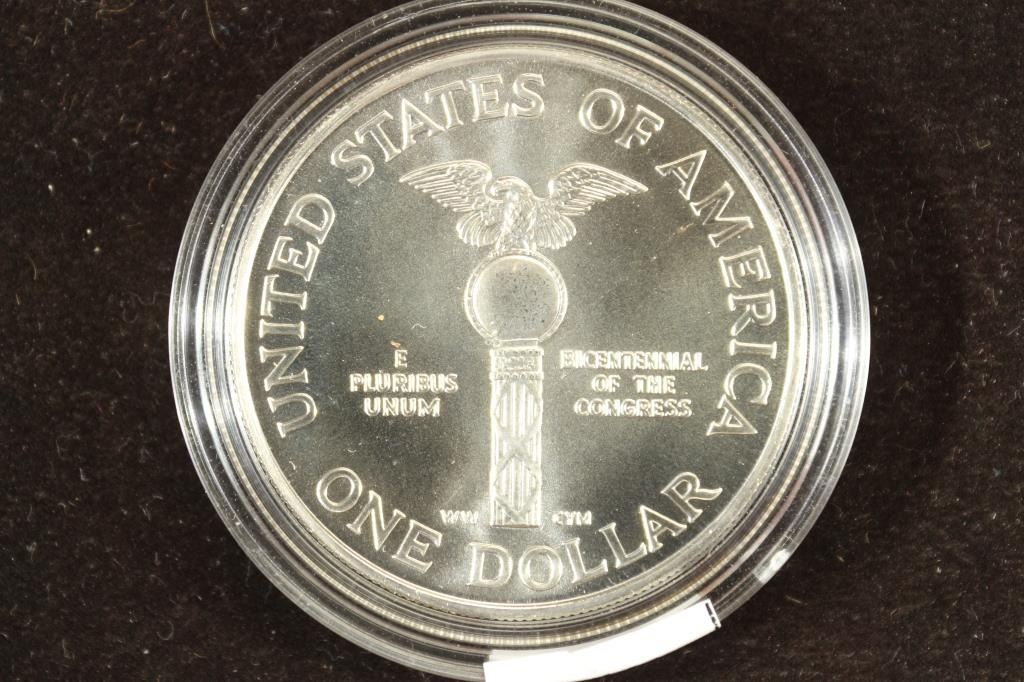 UNITED STATES OF AMERICA
E
PLURIBUS
UNUM
BICENTENNIAL
OF THE
CONGRESS
WW
CYM
ONE DOLLAR